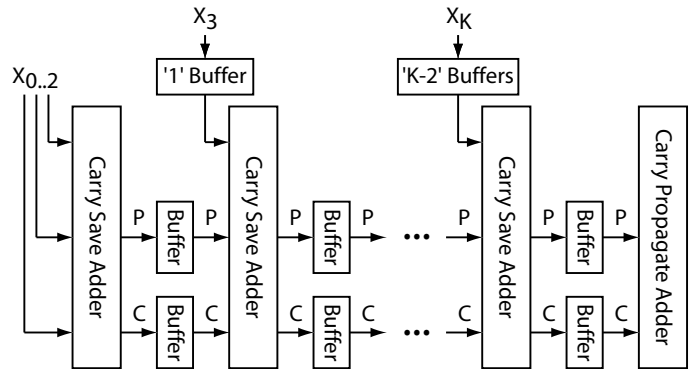 X3
XK
'1' Buffer
'K-2' Buffers
X0..2
Carry Save Adder
P
Buffer
P
Carry Save Adder
P
Buffer
P
•••
P
Carry Save Adder
P
Buffer
P
Carry Propagate Adder
C
Buffer
C
C
Buffer
C
•••
C
C
Buffer
C